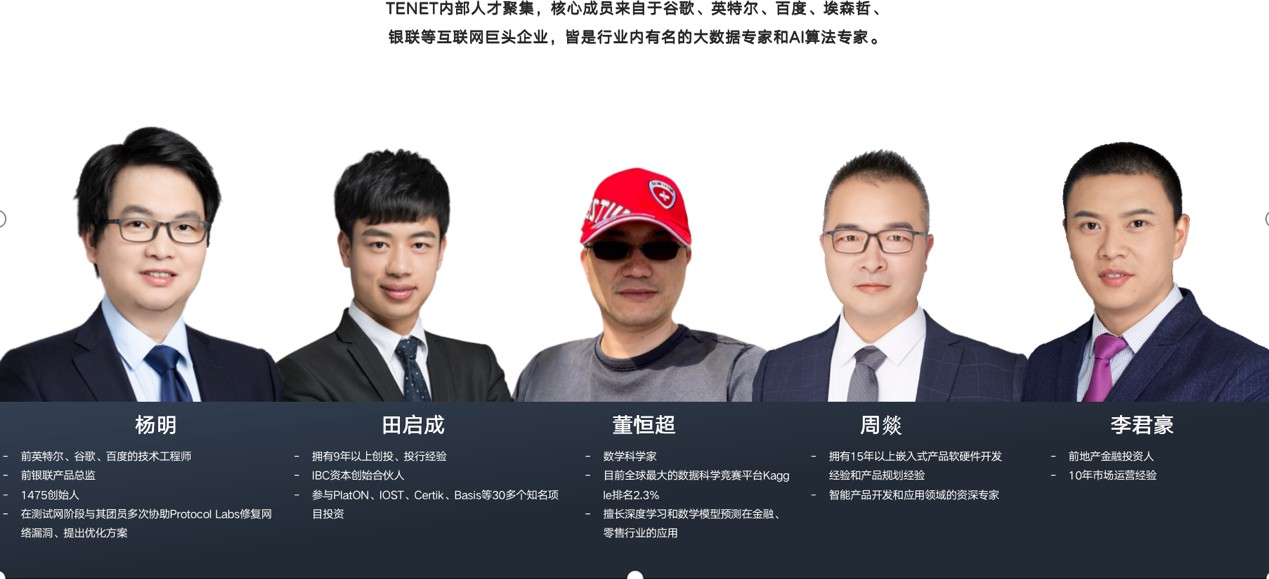 TENET内部人才聚集，核心成员来自于谷歌、英特尔、百度、埃森哲、
银联等互联网巨头企业，皆是行业内有名的大数据专家和AI算法专家。
杨明
- 前英特尔、谷歌、百度的技术工程师
- 前银联产品总监
- 1475创始人
- 在测试网阶段与其团员多次协助Protocol Labs修复网
络漏洞、提出优化方案
田启成
- 拥有9年以上创投、投行经验
- IBC资本创始合伙人
- 参与PlatON、IOST、Certik、Basis等30多个知名项
目投资
董恒超
- 数学科学家
- 目前全球最大的数据科学竞赛平台Kagg
le排名2.3%
- 擅长深度学习和数学模型预测在金融、
零售行业的应用
周燚
- 拥有15年以上嵌入式产品软硬件开发
经验和产品规划经验
- 智能产品开发和应用领域的资深专家
李君豪
- 前地产金融投资人
- 10年市场运营经验